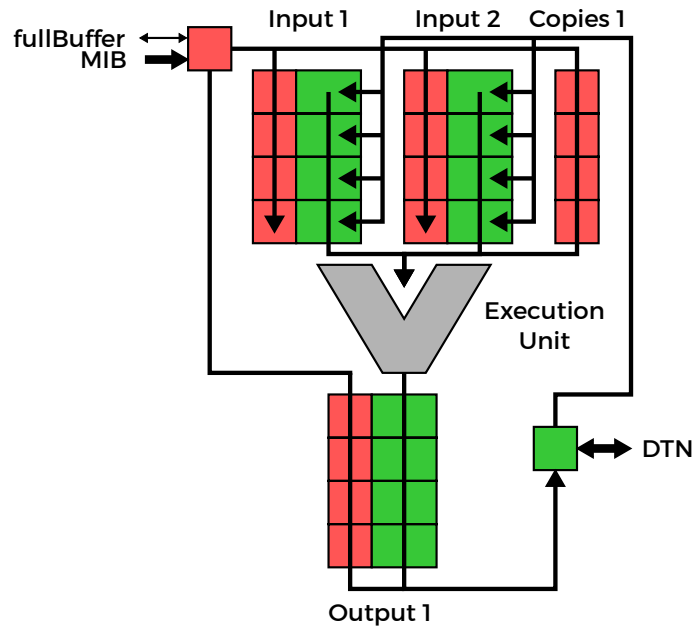 Input 1
Input 2
Copies 1
fullBuffer
MIB
Execution
Unit
DTN
Output 1